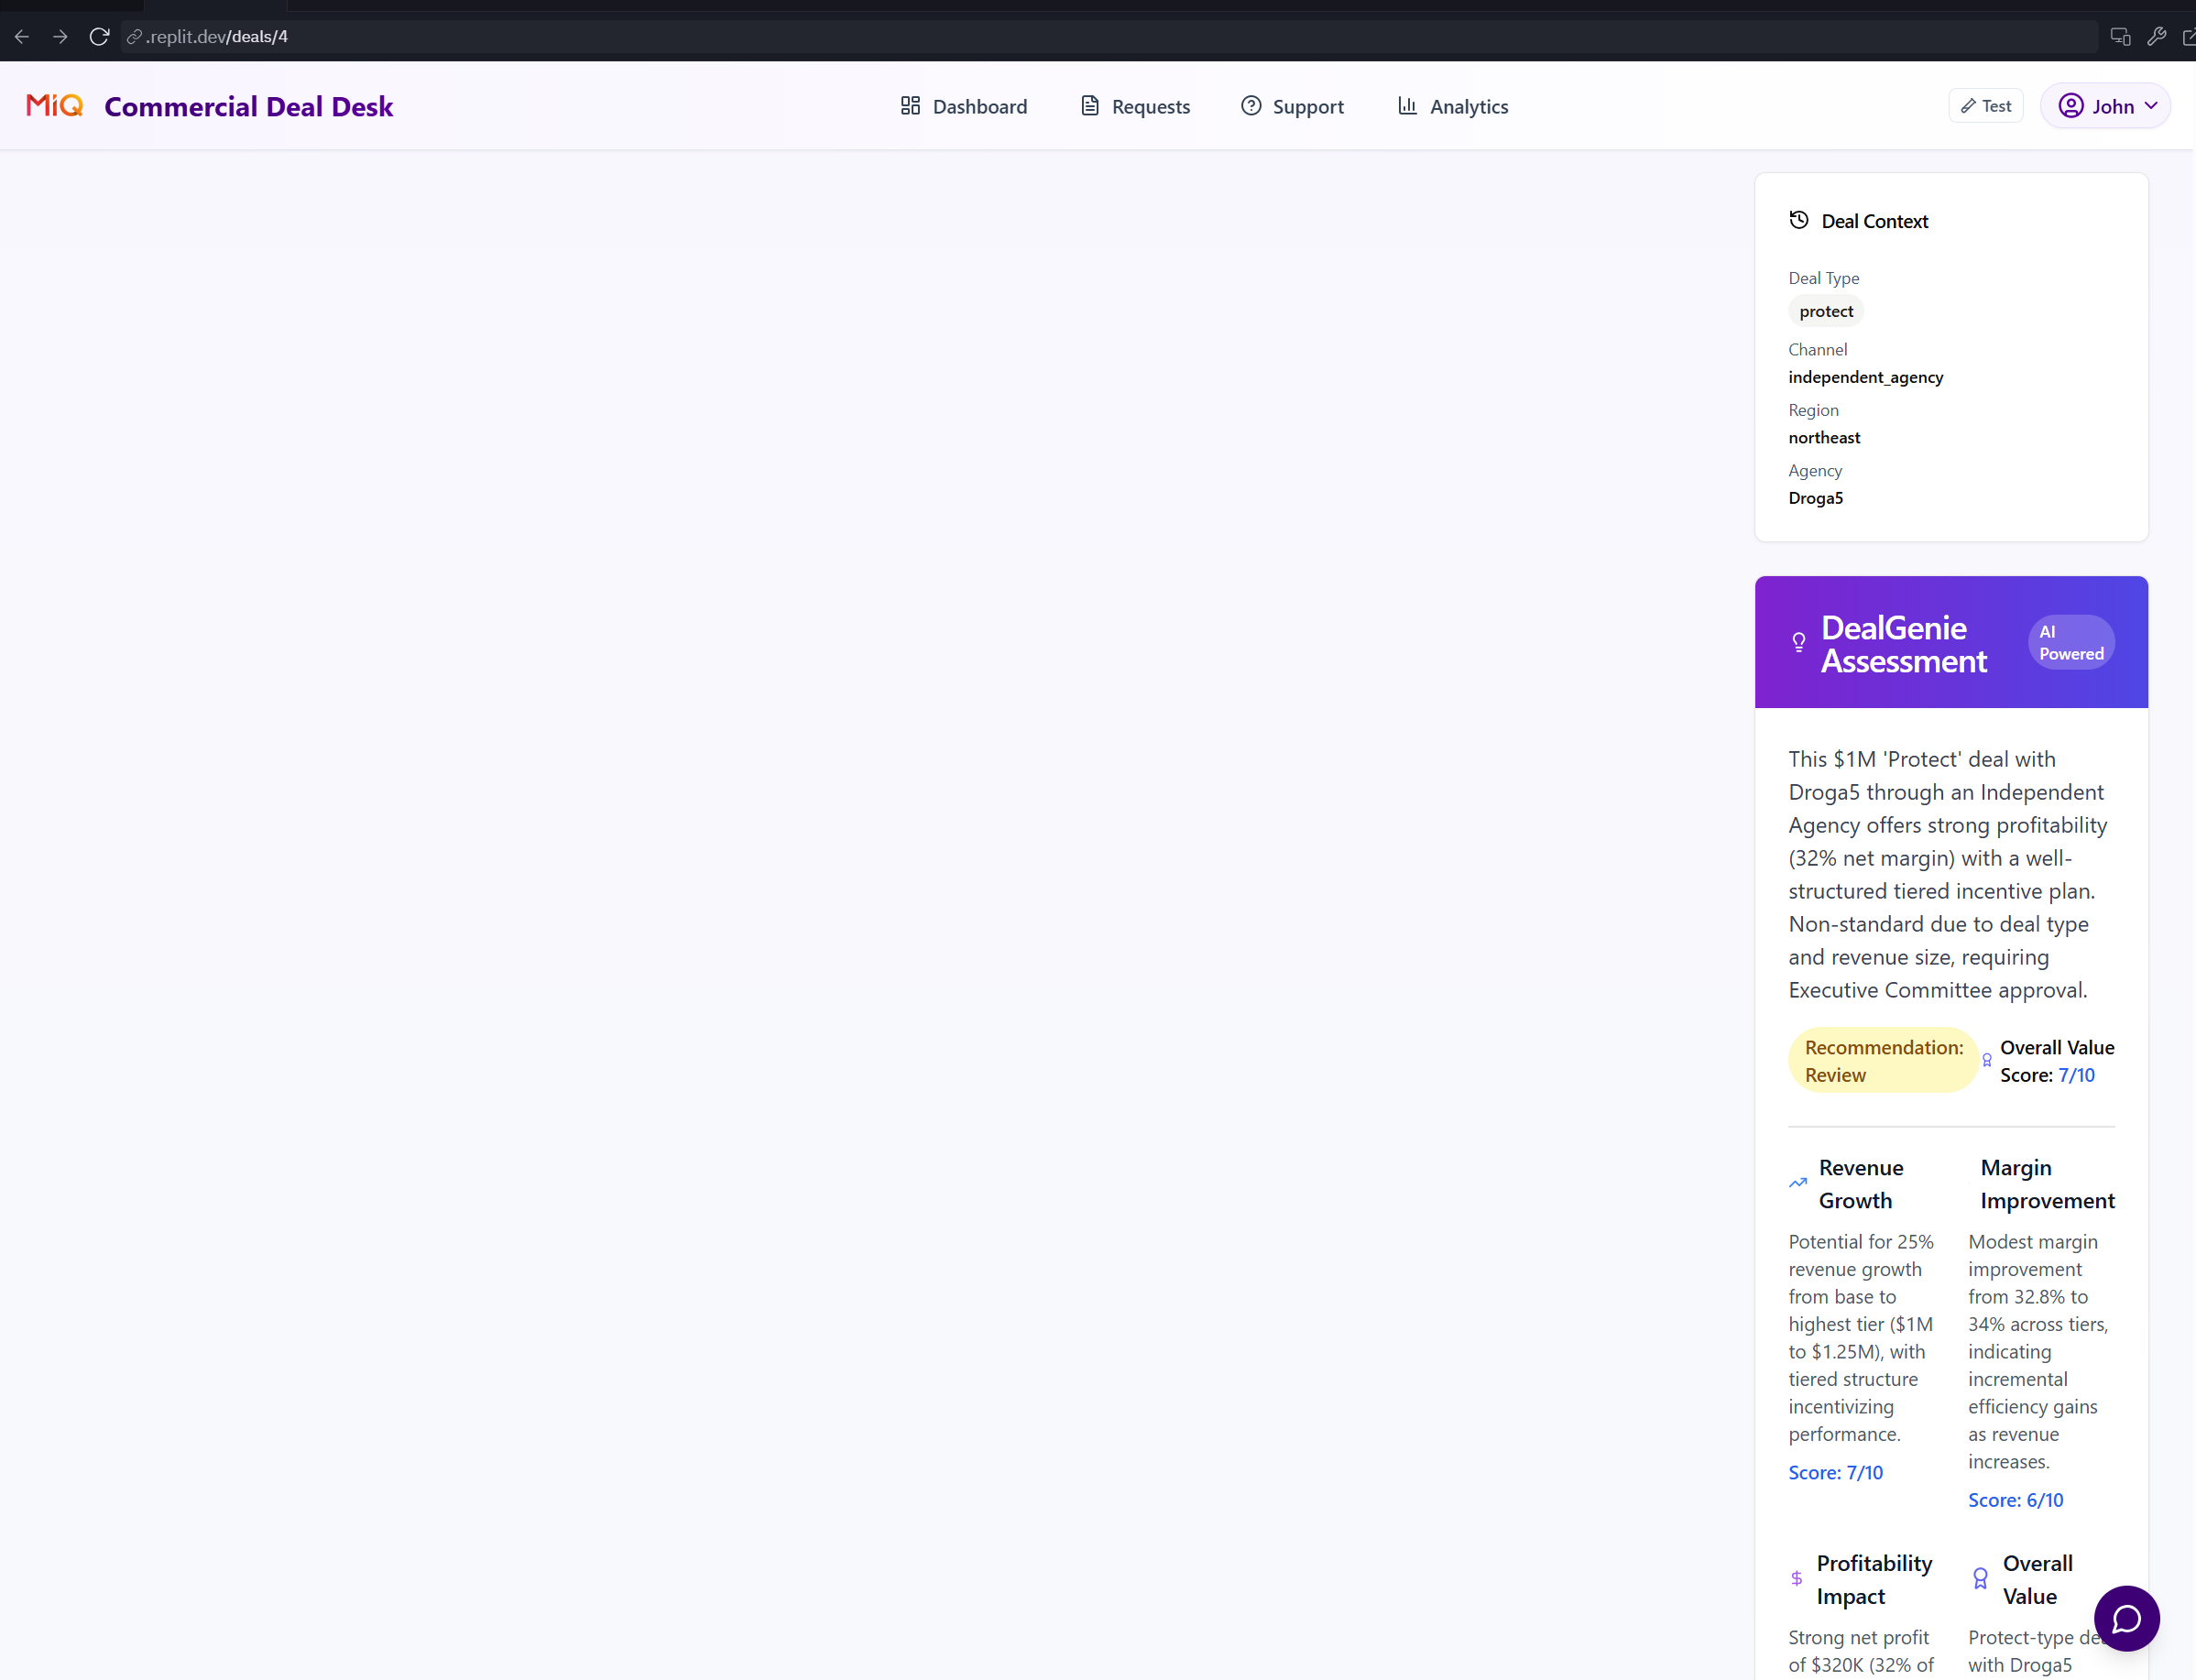 .replit.dev/deals/4
MiQ
Commercial Deal Desk
Dashboard
Requests
Support
Analytics
Test
John
Deal Context
Deal Type
protect
Channel
independent_agency
Region
northeast
Agency
Droga5
DealGenie
Assessment
AI
Powered
This $1M 'Protect' deal with
Droga5 through an Independent
Agency offers strong profitability
(32% net margin) with a well-
structured tiered incentive plan.
Non-standard due to deal type
and revenue size, requiring
Executive Committee approval.
Recommendation:
Review
Overall Value
Score: 7/10
Revenue
Growth
Potential for 25%
revenue growth
from base to
highest tier ($1M
to $1.25M), with
tiered structure
incentivizing
performance.
Score: 7/10
Margin
Improvement
Modest margin
improvement
from 32.8% to
34% across tiers,
indicating
incremental
efficiency gains
as revenue
increases.
Score: 6/10
Profitability
Impact
Strong net profit
of $320K (32% of
Overall
Value
Protect-type
with Droga5